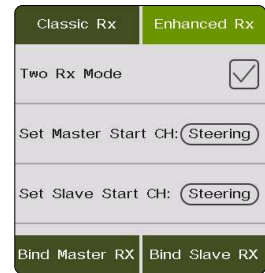 Classic Rx Enhanced Rx
Two Rx Mode
Set Master Start CH: Steering
Set Slave Start CH: Steering
Bind Master RX Bind Slave RX